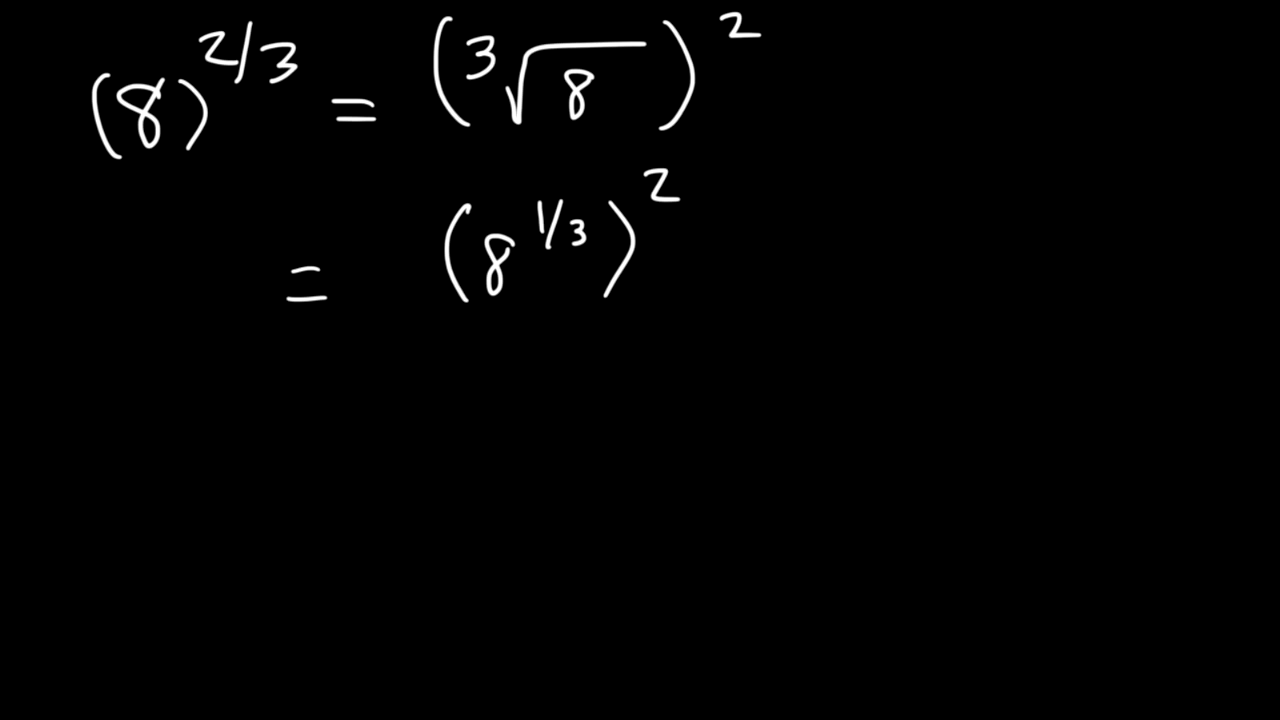 (8)^{2/3} = (∛8)^2
= (8^{1/3})^2